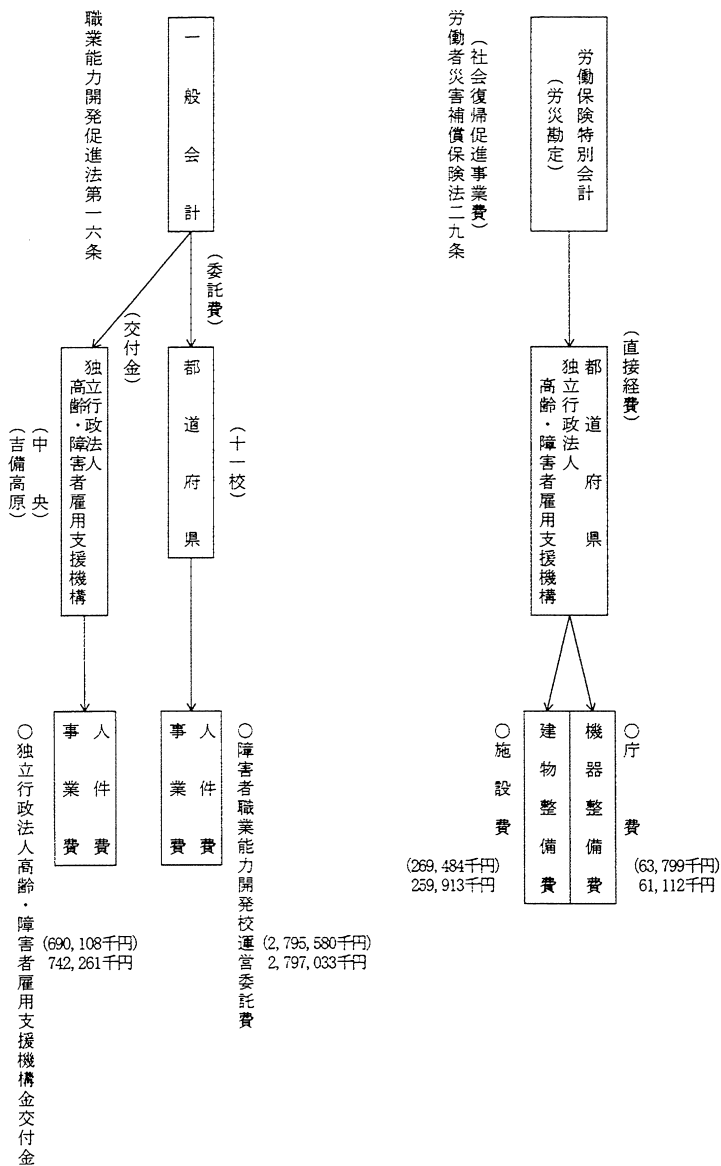 労働保険特別会計
（労災勘定）
（社会復帰促進事業費）
労働者災害補償保険法二九条
（直接経費）
都道府県
独立行政法人
高齢・障害者雇用支援機構
○庁費
(63,799千円)
61,112千円
機器整備費
建物整備費
○施設費
(269,484千円)
259,913千円
一般会計
職業能力開発促進法第一六条
（委託費）
（交付金）
（十一校）
都道府県
独立行政法人
高齢・障害者雇用支援機構
（中央）
（吉備高原）
○障害者職業能力開発校運営委託費
(2,795,580千円)
2,797,033千円
人件費
事業費
人件費
事業費
(690,108千円)
742,261千円
○独立行政法人高齢・障害者雇用支援機構金交付金